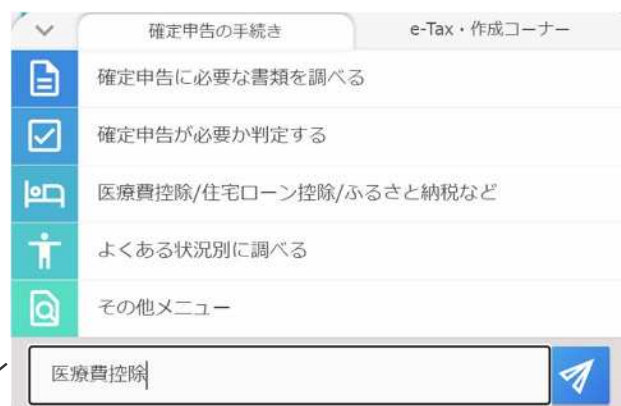 確定申告の手続き
e-Tax・作成コーナー
確定申告に必要な書類を調べる
確定申告が必要か判定する
医療費控除/住宅ローン控除/ふるさと納税など
よくある状況別に調べる
その他メニュー
医療費控除